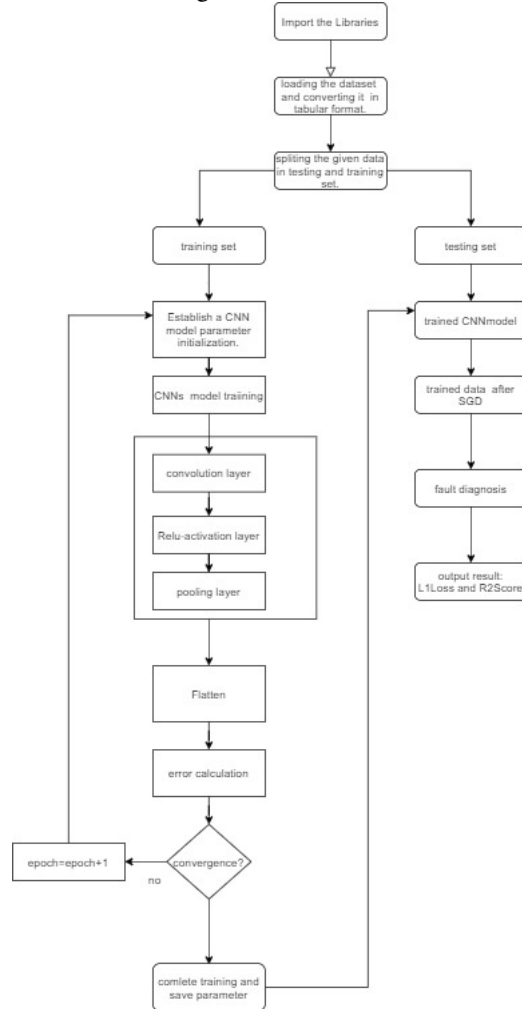 Import the Libraries
loading the dataset
and converting it in
tabular format.
spliting the given data
in testing and training
set.
training set
testing set
Establish a CNN
model parameter
initialization.
trained CNNmodel
CNNs model traiining
trained data after
SGD
convolution layer
fault diagnosis
Relu-activation layer
output result:
L1Loss and R2Score
pooling layer
Flatten
error calculation
convergence?
epoch=epoch+1
no
comlete training and
save parameter